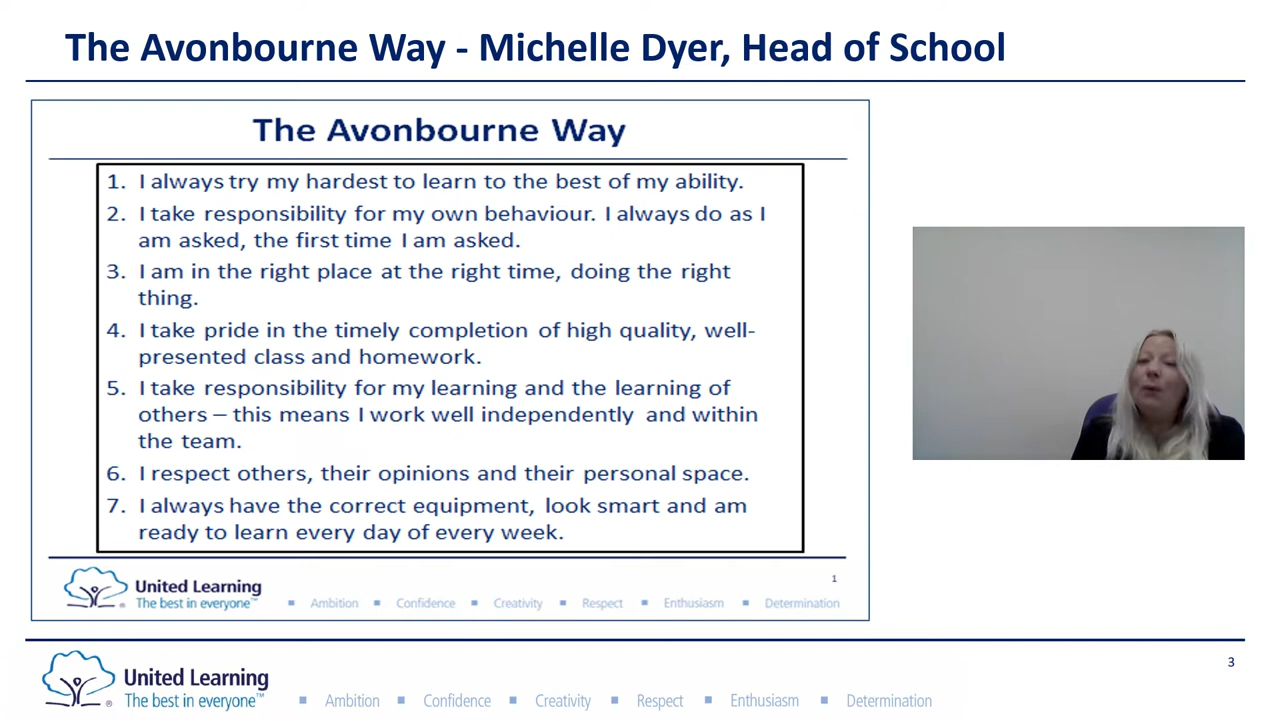 The Avonbourne Way - Michelle Dyer, Head of School
The Avonbourne Way
1. I always try my hardest to learn to the best of my ability.
2. I take responsibility for my own behaviour. I always do as I
am asked, the first time I am asked.
3. I am in the right place at the right time, doing the right
thing.
4. I take pride in the timely completion of high quality, well-
presented class and homework.
5. I take responsibility for my learning and the learning of
others – this means I work well independently and within
the team.
6. I respect others, their opinions and their personal space.
7. I always have the correct equipment, look smart and am
ready to learn every day of every week.
1
United Learning
The best in everyone™
® ▪ Ambition ▪ Confidence ▪ Creativity ▪ Respect ▪ Enthusiasm ▪ Determination
3
United Learning
The best in everyone™
® ▪ Ambition ▪ Confidence ▪ Creativity ▪ Respect ▪ Enthusiasm ▪ Determination